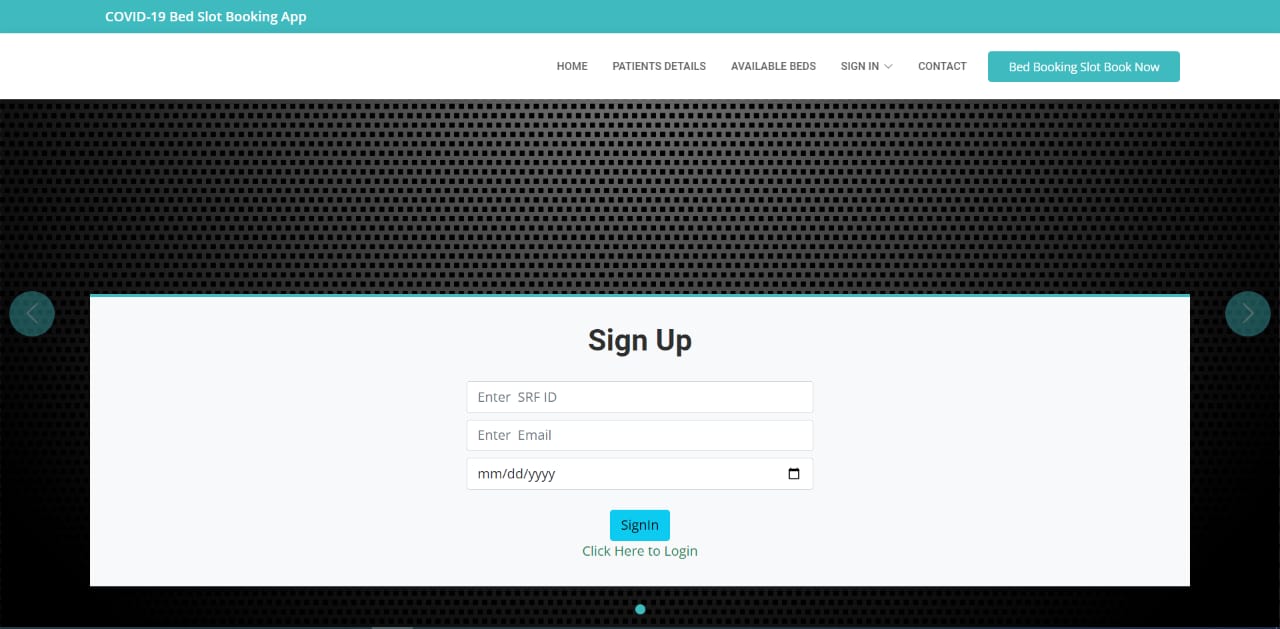 COVID-19 Bed Slot Booking App
HOME PATIENTS DETAILS AVAILABLE BEDS SIGN IN CONTACT Bed Booking Slot Book Now
Sign Up
Enter SRF ID
Enter Email
mm/dd/yyyy
SignIn
Click Here to Login